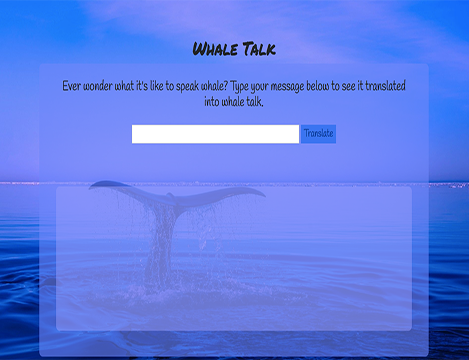 Whale Talk
Ever wonder what it's like to speak whale? Type your message below to see it translated
into whale talk.
Translate